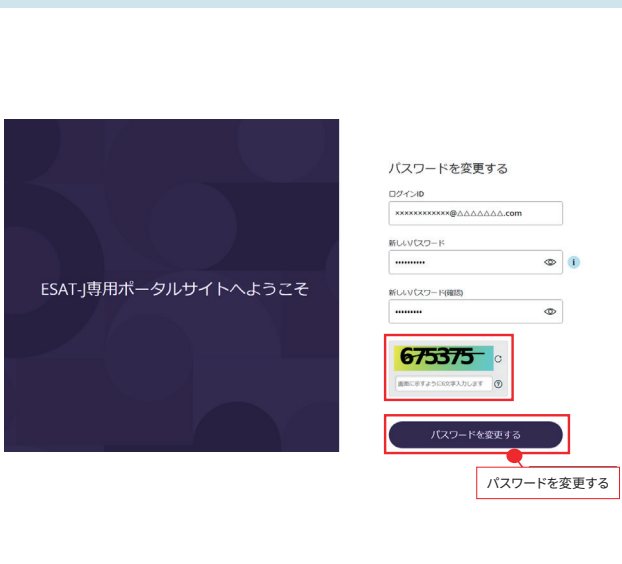 ESAT-J専用ポータルサイトへようこそ
パスワードを変更する
ログインID
××××××××××××@△△△△△△△.com
新しいパスワード
••••••••••
i
新しいパスワード(確認)
•••••••••
675375
画面に示すように6文字入力します
?
パスワードを変更する
パスワードを変更する